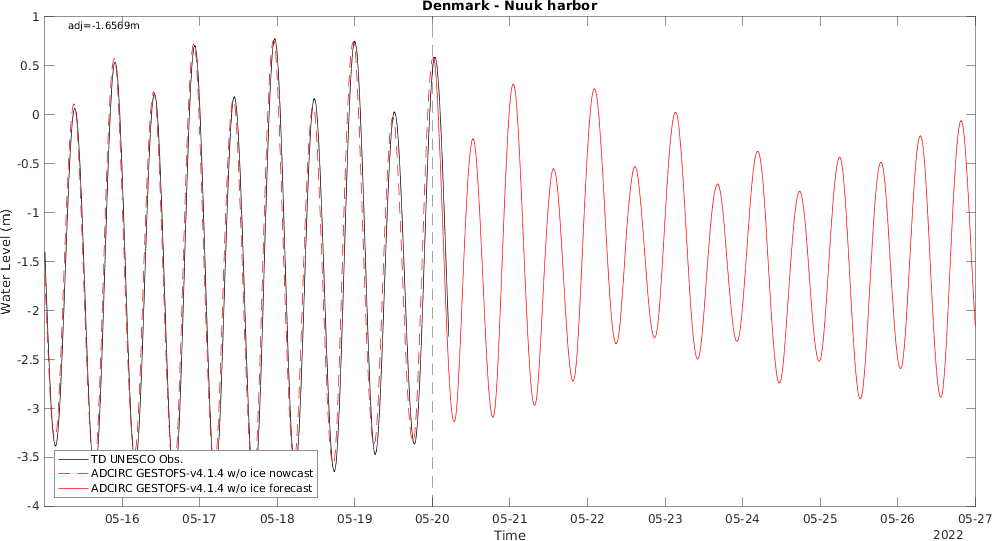 Denmark - Nuuk harbor
adj=-1.6569m
1
0.5
0
-0.5
-1
-1.5
-2
-2.5
-3
-3.5
-4
Water Level (m)
TD UNESCO Obs.
ADCIRC GESTOFS-v4.1.4 w/o ice nowcast
ADCIRC GESTOFS-v4.1.4 w/o ice forecast
05-16 05-17 05-18 05-19 05-20 05-21 05-22 05-23 05-24 05-25 05-26 05-27
Time
2022